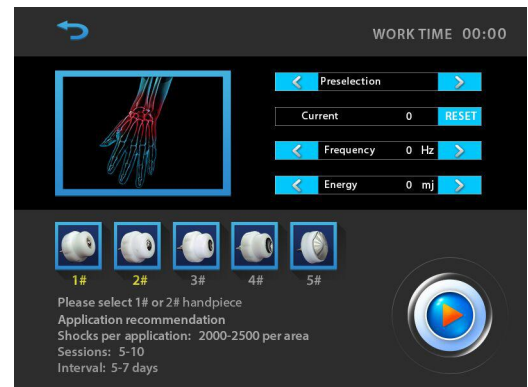 WORK TIME 00:00
Preselection
Current 0 RESET
Frequency 0 Hz
Energy 0 mj
1# 2# 3# 4# 5#
Please select 1# or 2# handpiece
Application recommendation
Shocks per application: 2000-2500 per area
Sessions: 5-10
Interval: 5-7 days